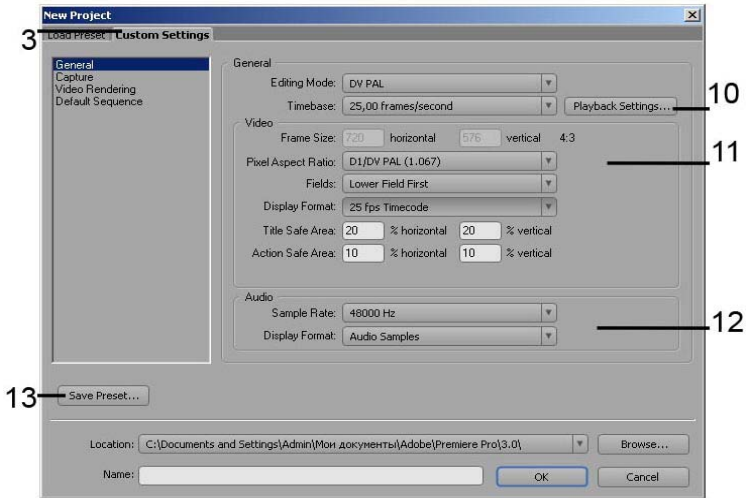 New Project
3
Load Preset Custom Settings
General
Capture
Video Rendering
Default Sequence
General
Editing Mode: DV PAL
Timebase: 25,00 frames/second Playback Settings...
10
Video
Frame Size: 720 horizontal 576 vertical 4:3
11
Pixel Aspect Ratio: D1/DV PAL (1.067)
Fields: Lower Field First
Display Format: 25 fps Timecode
Title Safe Area: 20 % horizontal 20 % vertical
Action Safe Area: 10 % horizontal 10 % vertical
Audio
Sample Rate: 48000 Hz
12
Display Format: Audio Samples
13 Save Preset...
Location: C:\Documents and Settings\Admin\Мои документы\Adobe\Premiere Pro\3.0\ Browse...
Name: OK Cancel